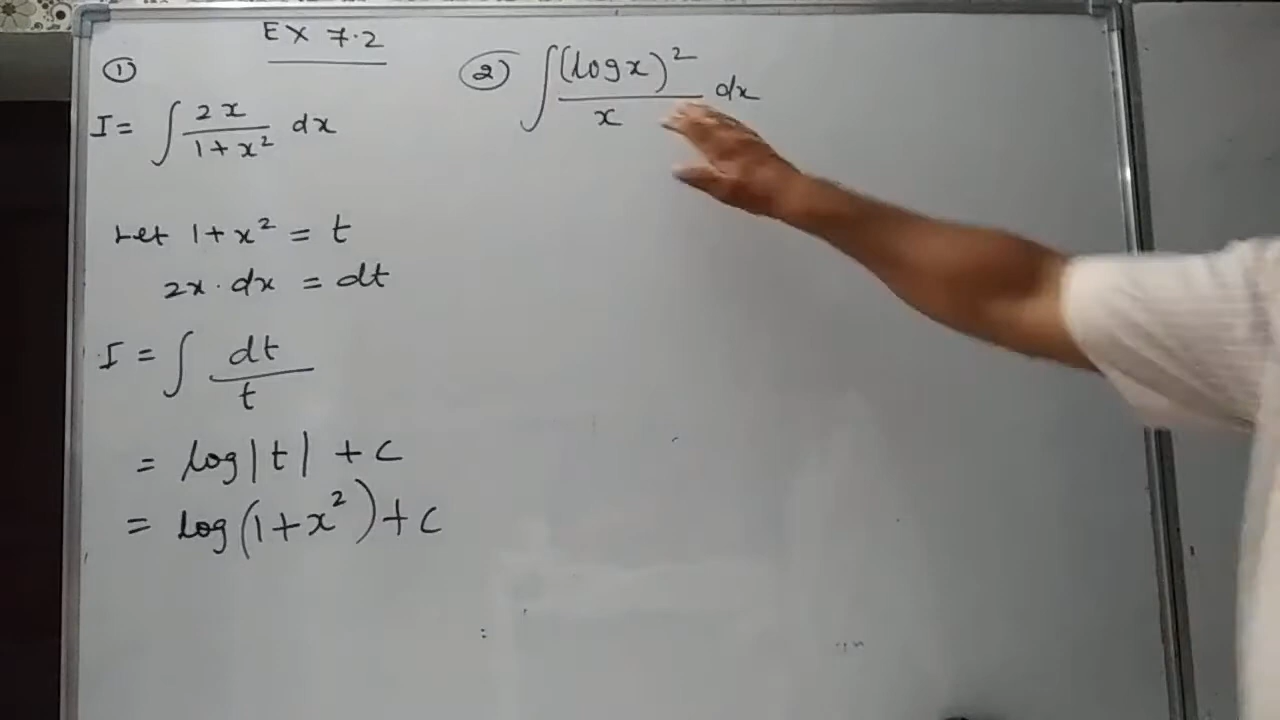 EX 7.2
①
I = ∫ 2x / (1 + x²) dx
Let 1 + x² = t
2x · dx = dt
I = ∫ dt / t
= log|t| + c
= log(1 + x²) + c
② ∫ (log x)² / x dx